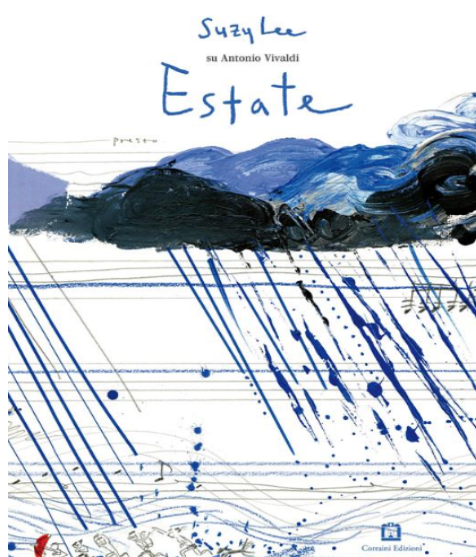 Suzy Lee
su Antonio Vivaldi
Estate
presto
Corraini Edizioni